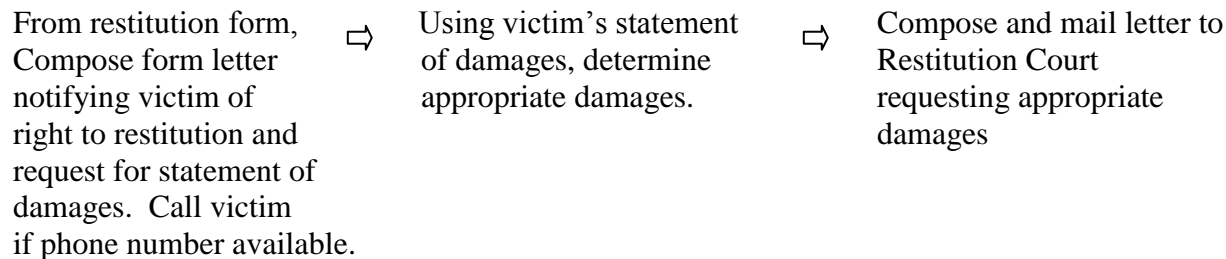 From restitution form,
Compose form letter
notifying victim of
right to restitution and
request for statement of
damages.  Call victim
if phone number available.
⇨
Using victim’s statement
of damages, determine
appropriate damages.
⇨
Compose and mail letter to
Restitution Court
requesting appropriate
damages